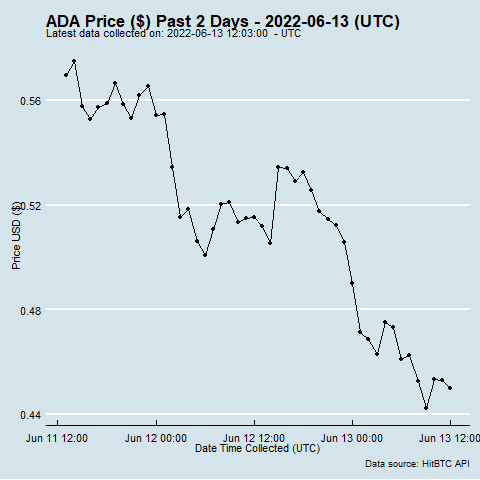 ADA Price ($) Past 2 Days - 2022-06-13 (UTC)
Latest data collected on: 2022-06-13 12:03:00  - UTC
Price USD ($)
0.56
0.52
0.48
0.44
Jun 11 12:00 Jun 12 00:00 Jun 12 12:00 Jun 13 00:00 Jun 13 12:00
Date Time Collected (UTC)
Data source: HitBTC API